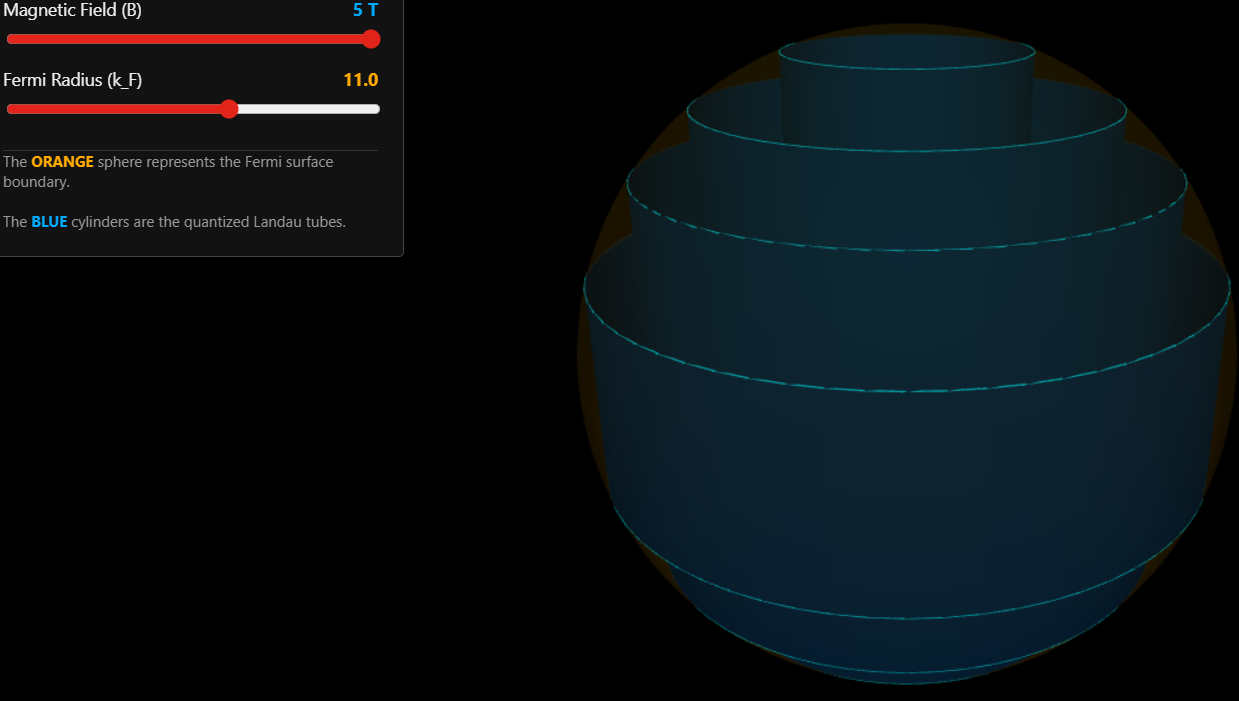 Magnetic Field (B) 5 T
Fermi Radius (k_F) 11.0
The ORANGE sphere represents the Fermi surface
boundary.
The BLUE cylinders are the quantized Landau tubes.